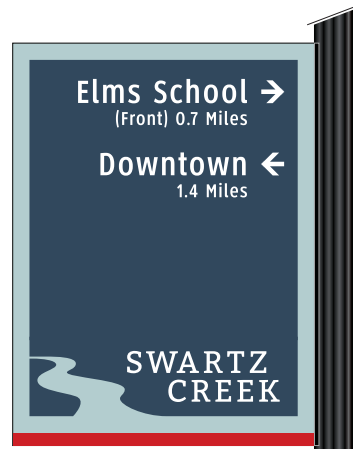 Elms School →
(Front) 0.7 Miles
Downtown ←
1.4 Miles
SWARTZ
CREEK